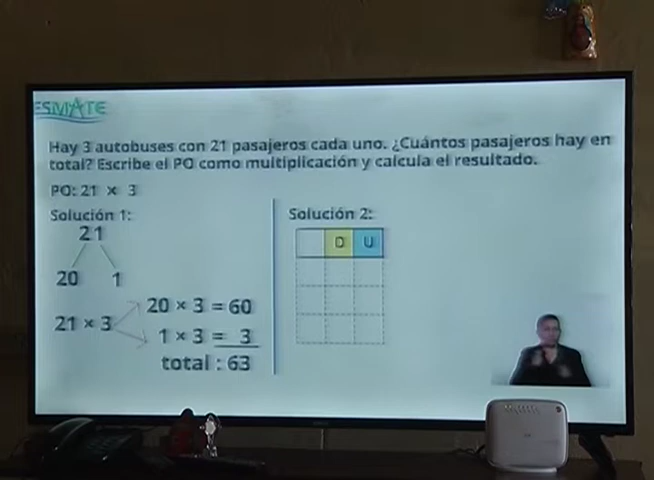 ESMATE
Hay 3 autobuses con 21 pasajeros cada uno. ¿Cuántos pasajeros hay en
total? Escribe el PO como multiplicación y calcula el resultado.
PO: 21 × 3
Solución 1:
21
20 1
21 × 3
20 × 3 = 60
1 × 3 = 3
total : 63
Solución 2:
D U